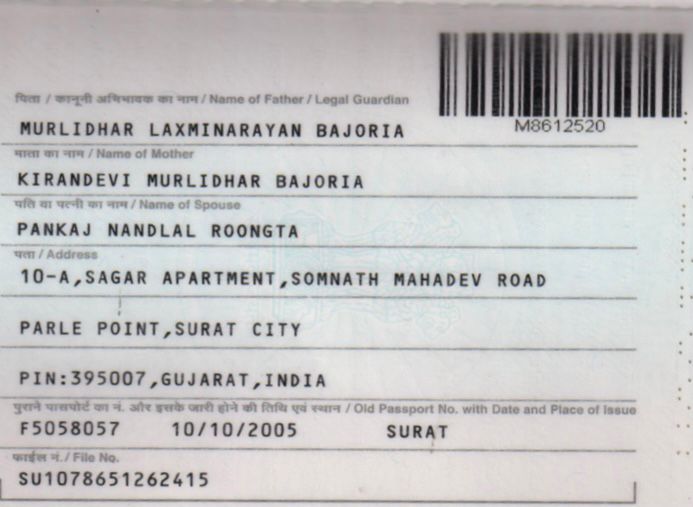 M8612520
पिता / कानूनी अभिभावक का नाम / Name of Father / Legal Guardian
MURLIDHAR LAXMINARAYAN BAJORIA
माता का नाम / Name of Mother
KIRANDEVI MURLIDHAR BAJORIA
पति या पत्नी का नाम / Name of Spouse
PANKAJ NANDLAL ROONGTA
पता / Address
10-A,SAGAR APARTMENT,SOMNATH MAHADEV ROAD
PARLE POINT,SURAT CITY
PIN:395007,GUJARAT,INDIA
पुराने पासपोर्ट का नं. और इसके जारी होने की तिथि एवं स्थान / Old Passport No. with Date and Place of Issue
F5058057 10/10/2005 SURAT
फाईल नं./ File No.
SU1078651262415